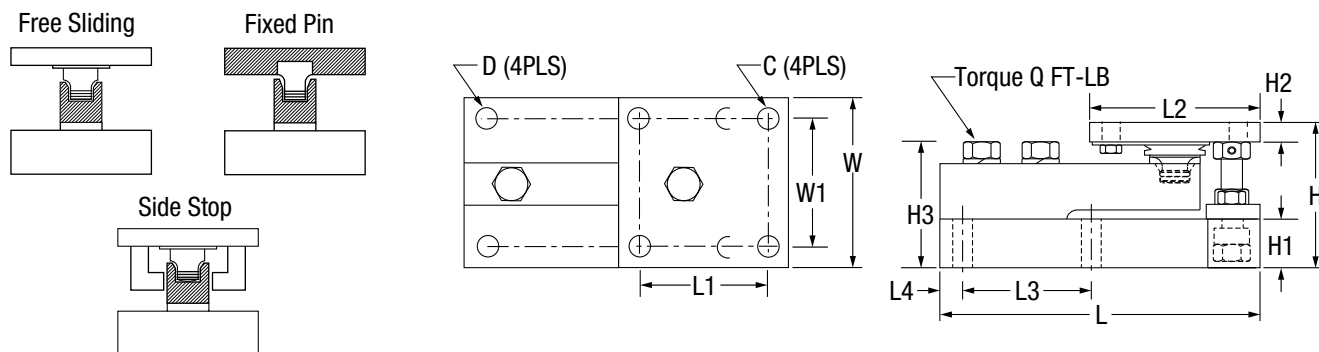 Free Sliding
Fixed Pin
Side Stop
D (4PLS)
C (4PLS)
W1
W
L1
Torque Q FT-LB
H2
L2
H3
H
H1
L4
L3
L